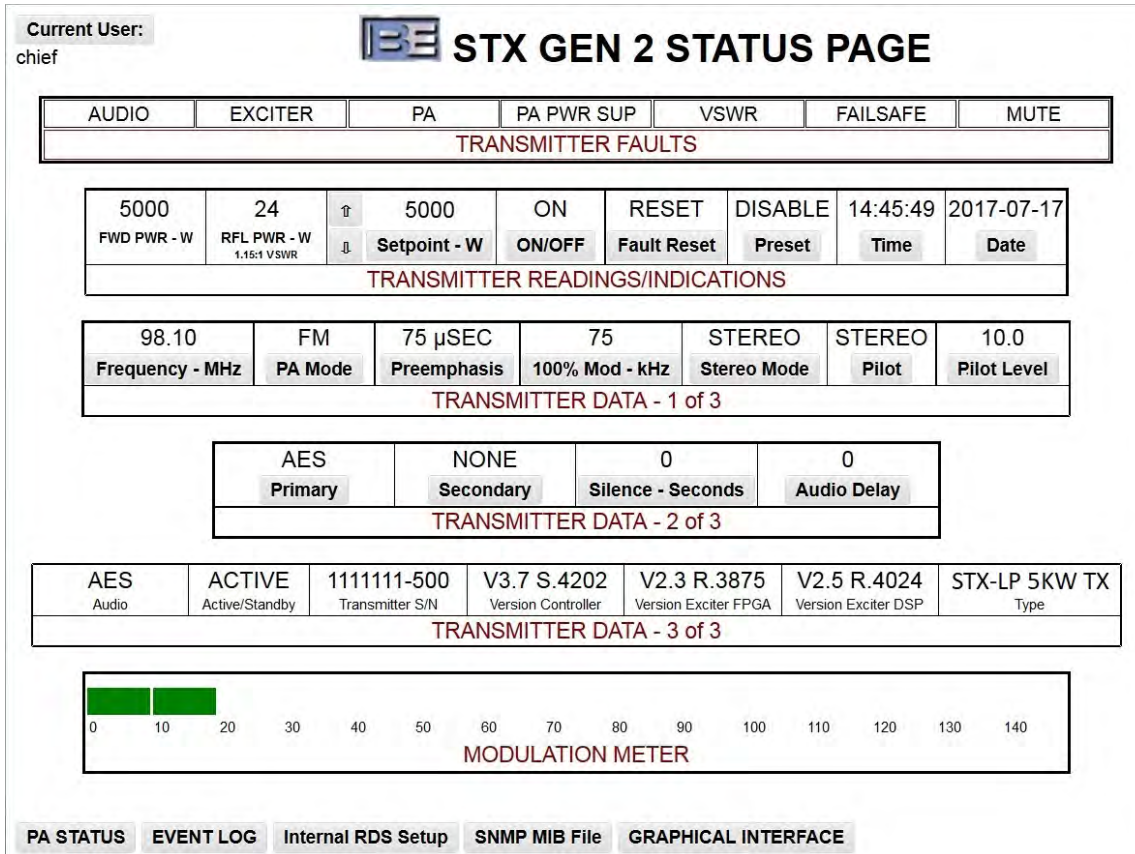 Current User:
chief
BE STX GEN 2 STATUS PAGE
AUDIO EXCITER PA PA PWR SUP VSWR FAILSAFE MUTE
TRANSMITTER FAULTS
5000 24 ⇧ 5000 ON RESET DISABLE 14:45:49 2017-07-17
FWD PWR - W RFL PWR - W ⇩ Setpoint - W ON/OFF Fault Reset Preset Time Date
1.15:1 VSWR
TRANSMITTER READINGS/INDICATIONS
98.10 FM 75 µSEC 75 STEREO STEREO 10.0
Frequency - MHz PA Mode Preemphasis 100% Mod - kHz Stereo Mode Pilot Pilot Level
TRANSMITTER DATA - 1 of 3
AES NONE 0 0
Primary Secondary Silence - Seconds Audio Delay
TRANSMITTER DATA - 2 of 3
AES ACTIVE 1111111-500 V3.7 S.4202 V2.3 R.3875 V2.5 R.4024 STX-LP 5KW TX
Audio Active/Standby Transmitter S/N Version Controller Version Exciter FPGA Version Exciter DSP Type
TRANSMITTER DATA - 3 of 3
0 10 20 30 40 50 60 70 80 90 100 110 120 130 140
MODULATION METER
PA STATUS EVENT LOG Internal RDS Setup SNMP MIB File GRAPHICAL INTERFACE